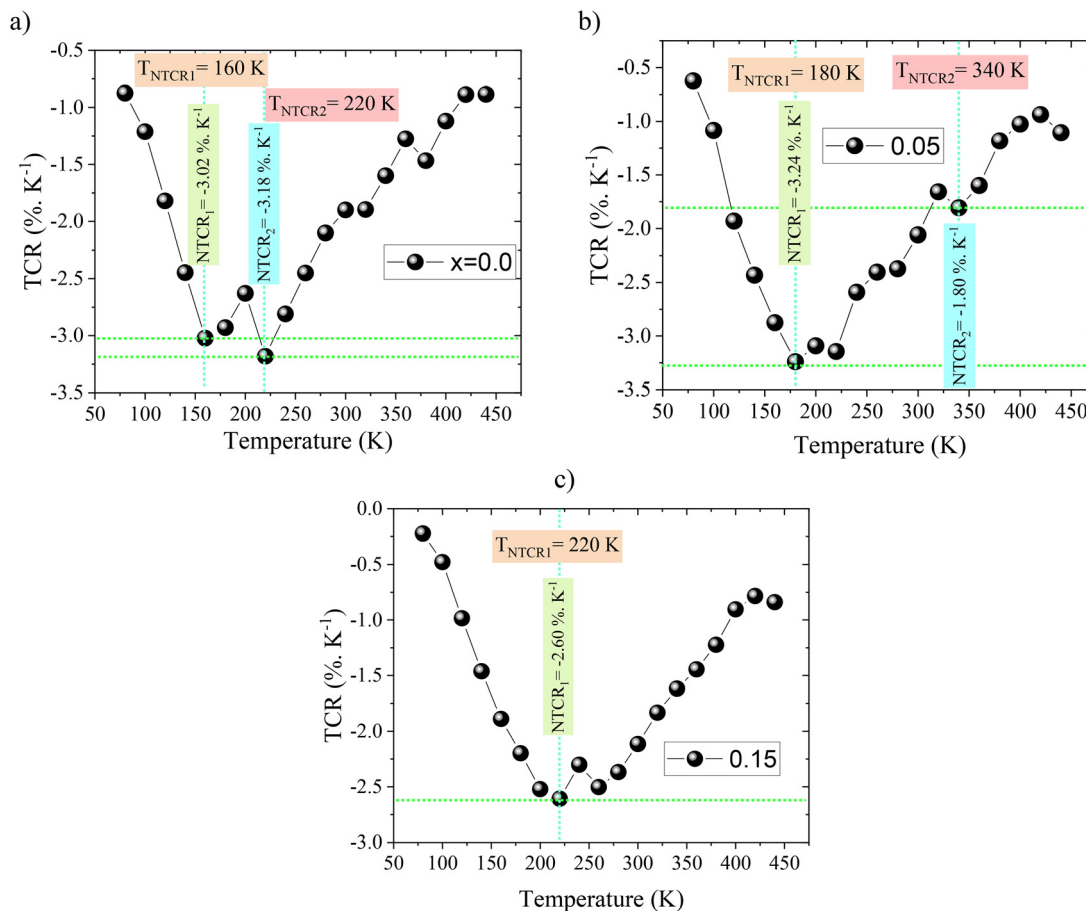 a)
T_NTCR1= 160 K
T_NTCR2= 220 K
NTCR₁= -3.02 %. K⁻¹
NTCR₂= -3.18 %. K⁻¹
x=0.0
TCR (%. K⁻¹)
-0.5
-1.0
-1.5
-2.0
-2.5
-3.0
-3.5
50 100 150 200 250 300 350 400 450
Temperature (K)
b)
T_NTCR1= 180 K
T_NTCR2= 340 K
NTCR₁= -3.24 %. K⁻¹
0.05
NTCR₂= -1.80 %. K⁻¹
TCR (%. K⁻¹)
-0.5
-1.0
-1.5
-2.0
-2.5
-3.0
-3.5
50 100 150 200 250 300 350 400 450
Temperature (K)
c)
T_NTCR1= 220 K
NTCR₁= -2.60 %. K⁻¹
0.15
TCR (%. K⁻¹)
0.0
-0.5
-1.0
-1.5
-2.0
-2.5
-3.0
50 100 150 200 250 300 350 400 450
Temperature (K)